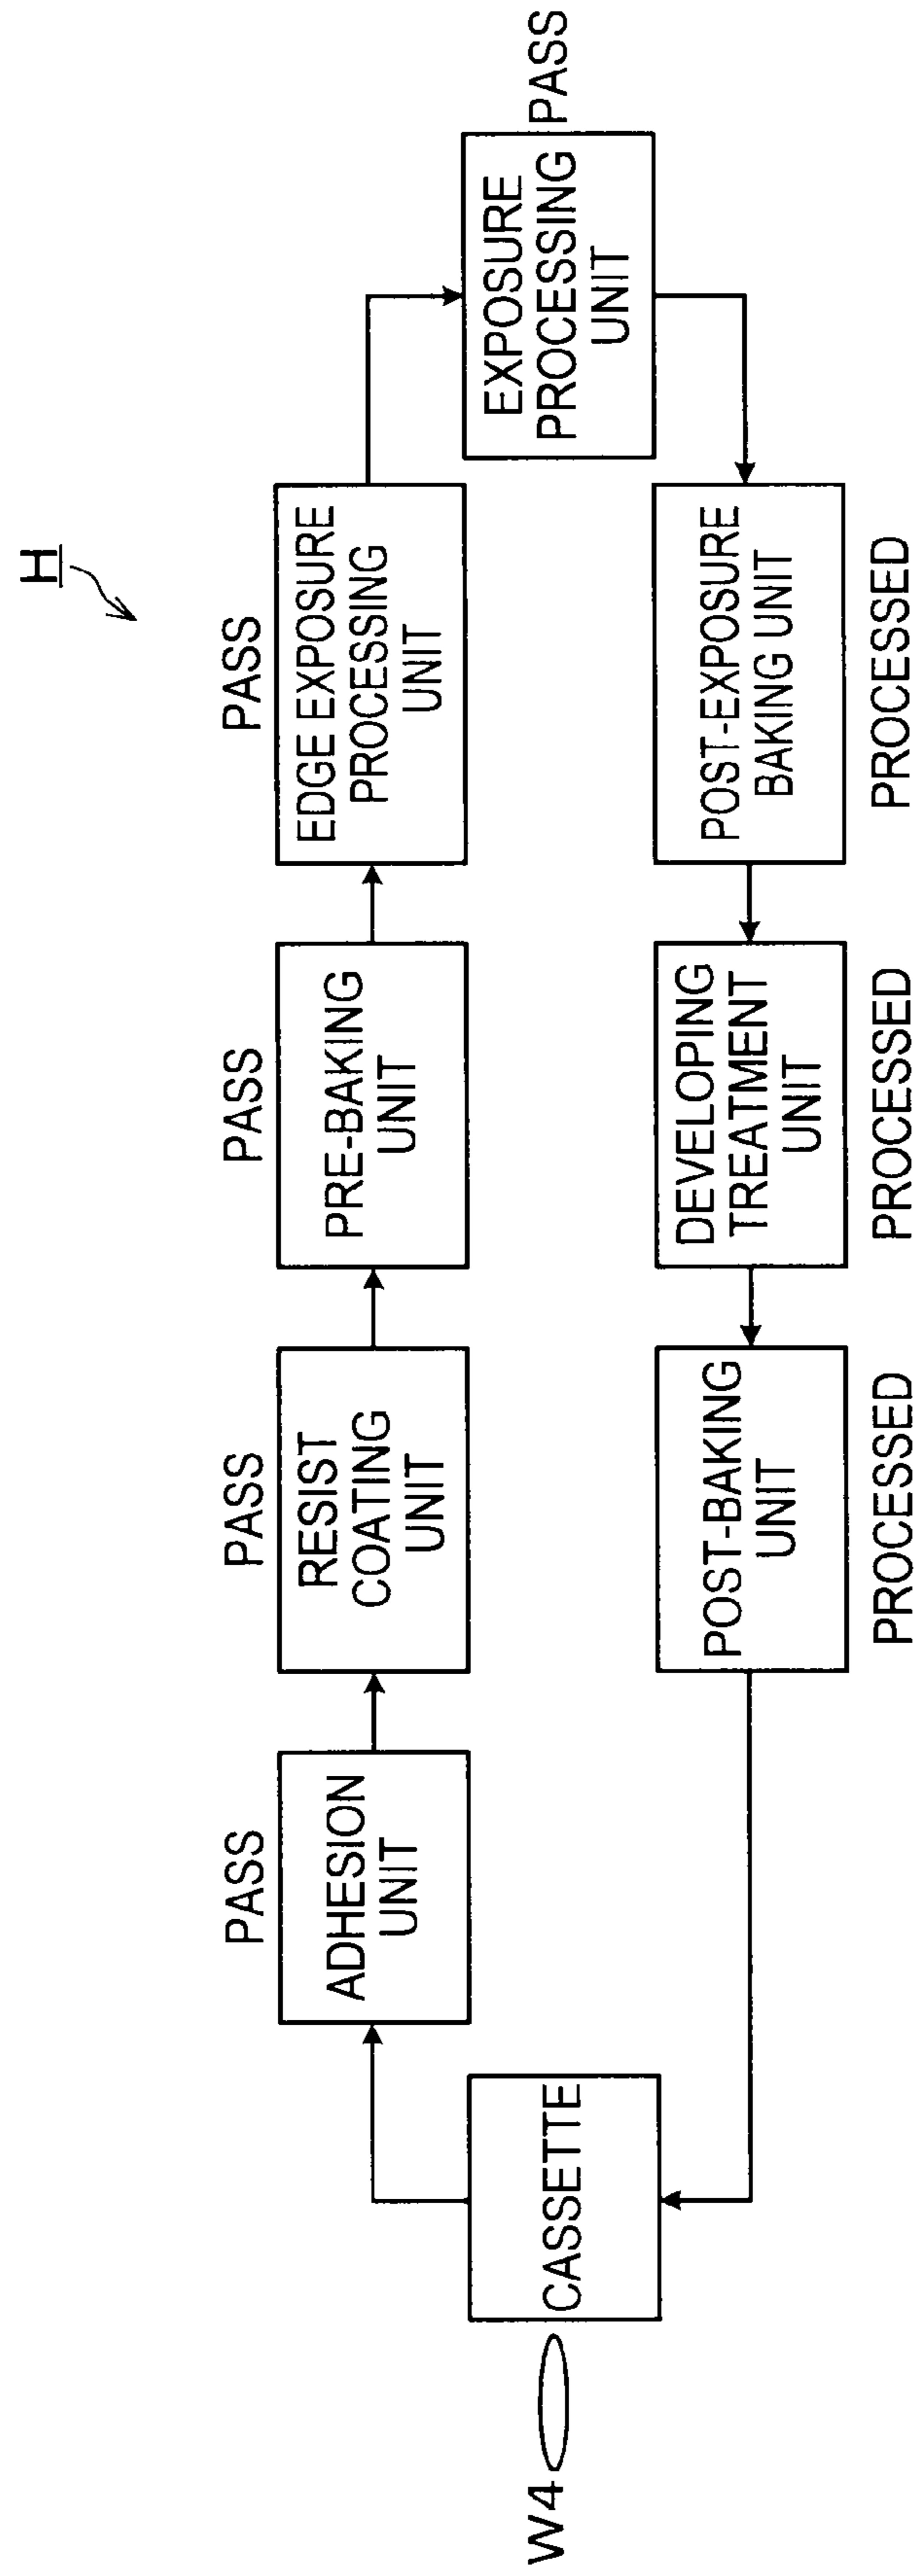 H
W4
CASSETTE
PASS
ADHESION
UNIT
PASS
RESIST
COATING
UNIT
PASS
PRE-BAKING
UNIT
PASS
EDGE EXPOSURE
PROCESSING
UNIT
EXPOSURE
PROCESSING
UNIT
PASS
POST-EXPOSURE
BAKING UNIT
PROCESSED
DEVELOPING
TREATMENT
UNIT
PROCESSED
POST-BAKING
UNIT
PROCESSED